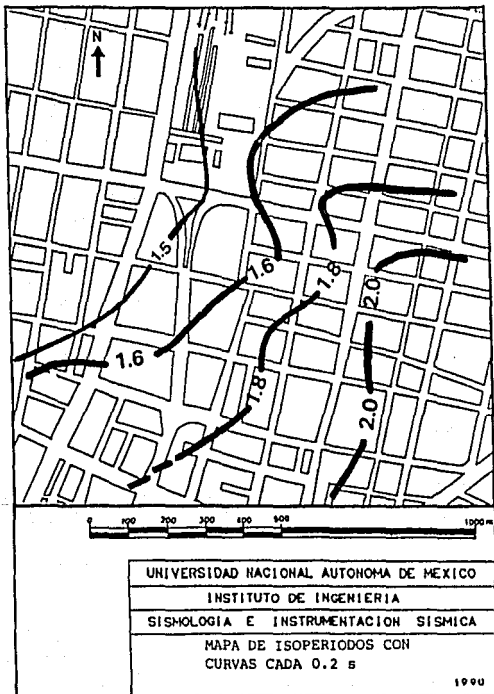 N
1.5
1.6
1.8
2.0
1.6
1.8
2.0
0 100 200 300 400 500 1000 m
UNIVERSIDAD NACIONAL AUTONOMA DE MEXICO
INSTITUTO DE INGENIERIA
SISMOLOGIA E INSTRUMENTACION SISMICA
MAPA DE ISOPERIODOS CON
CURVAS CADA 0.2 s
1990